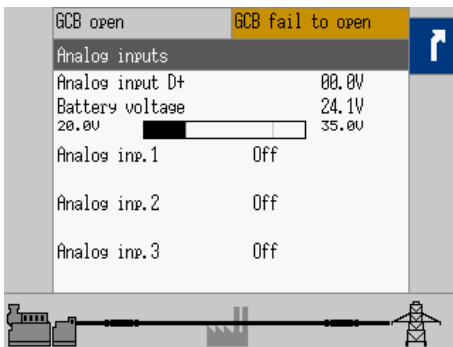 GCB open GCB fail to open
Analog inputs
Analog input D+ 00.0V
Battery voltage 24.1V
20.0V 35.0V
Analog inp.1 Off
Analog inp.2 Off
Analog inp.3 Off